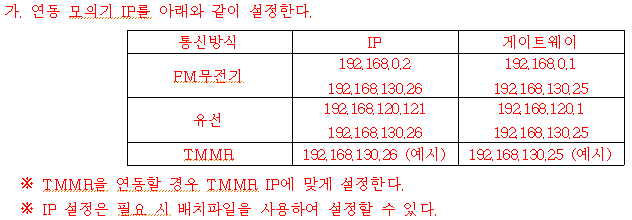 가. 연동 모의기 IP를 아래와 같이 설정한다.
통신방식 IP 게이트웨이
FM무전기 192.168.0.2 192.168.0.1
192.168.130.26 192.168.130.25
유선 192.168.120.121 192.168.120.1
192.168.130.26 192.168.130.25
TMMR 192.168.130.26 (예시) 192.168.130.25 (예시)
※ TMMR을 연동할 경우 TMMR IP에 맞게 설정한다.
※ IP 설정은 필요 시 배치파일을 사용하여 설정할 수 있다.